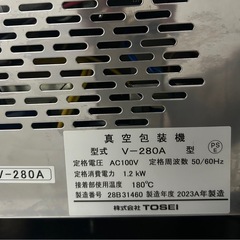 真空包装機
型式 V-280A 型
PS E
定格電圧 AC100V 定格周波数 50/60Hz
定格消費電力 1.2 kW
接着部使用温度 180℃
製造番号 28B31460 製造年度 2023A年製造
株式会社 TOSEI
V-280A